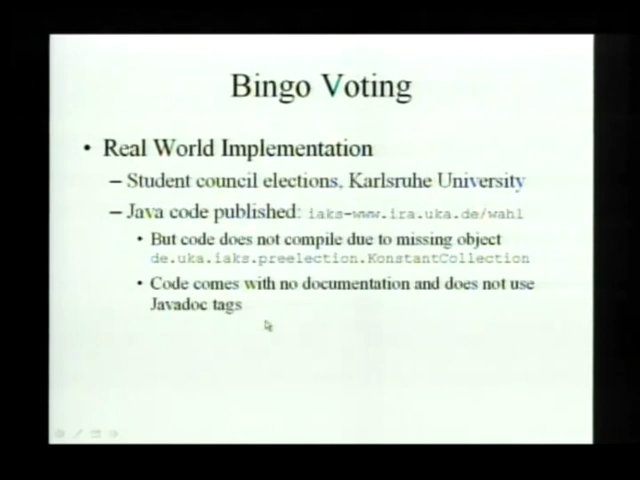 Bingo Voting
• Real World Implementation
– Student council elections, Karlsruhe University
– Java code published: iaks-www.ira.uka.de/wahl
• But code does not compile due to missing object
de.uka.iaks.preelection.KonstantCollection
• Code comes with no documentation and does not use
Javadoc tags